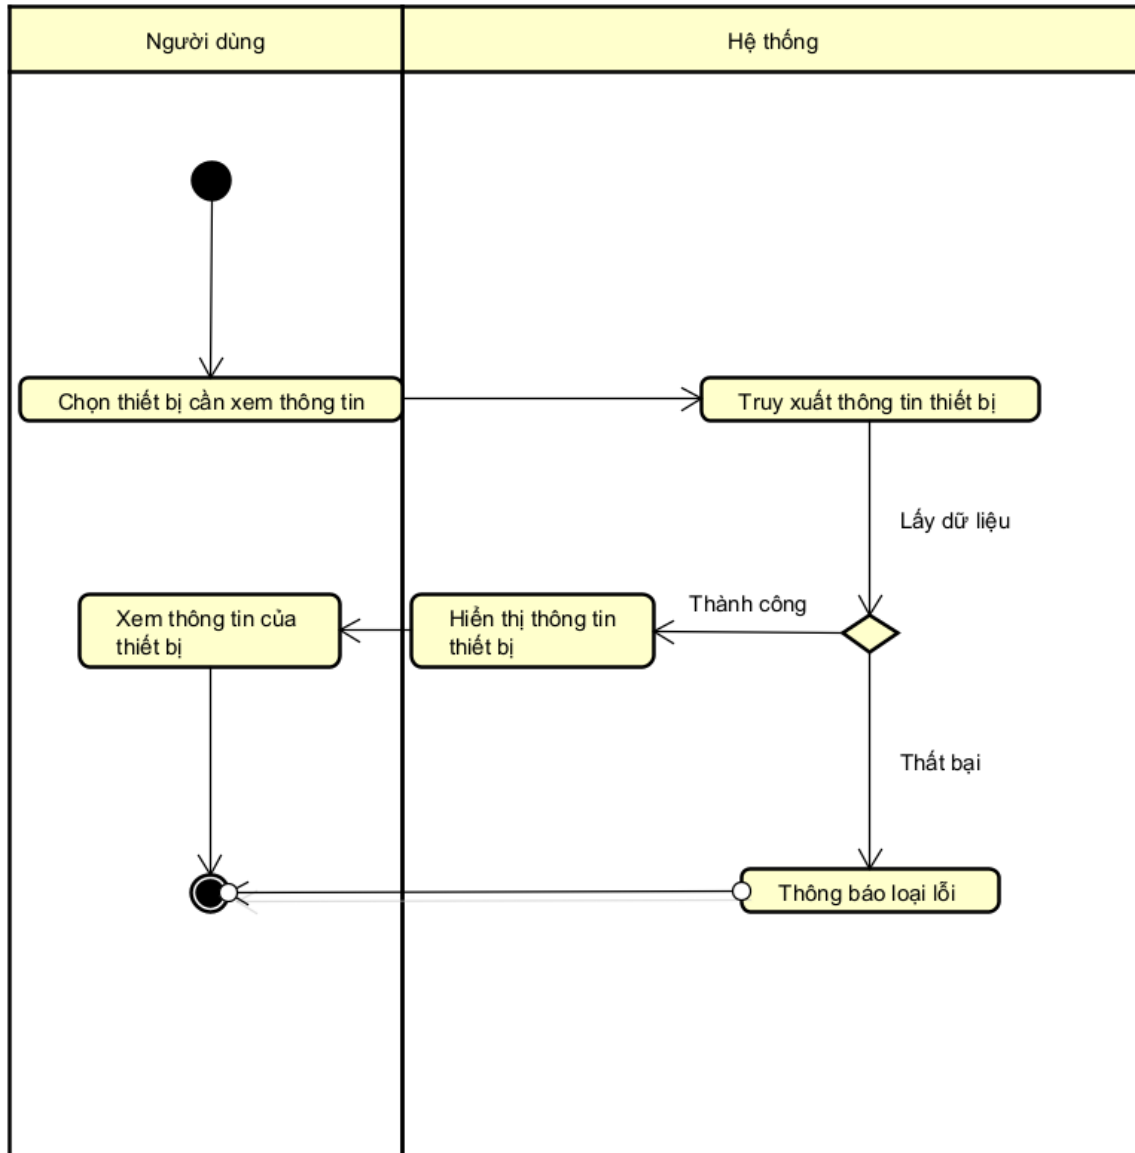 Người dùng
Hệ thống
Chọn thiết bị cần xem thông tin
Truy xuất thông tin thiết bị
Lấy dữ liệu
Thành công
Xem thông tin của
thiết bị
Hiển thị thông tin
thiết bị
Thất bại
Thông báo loại lỗi